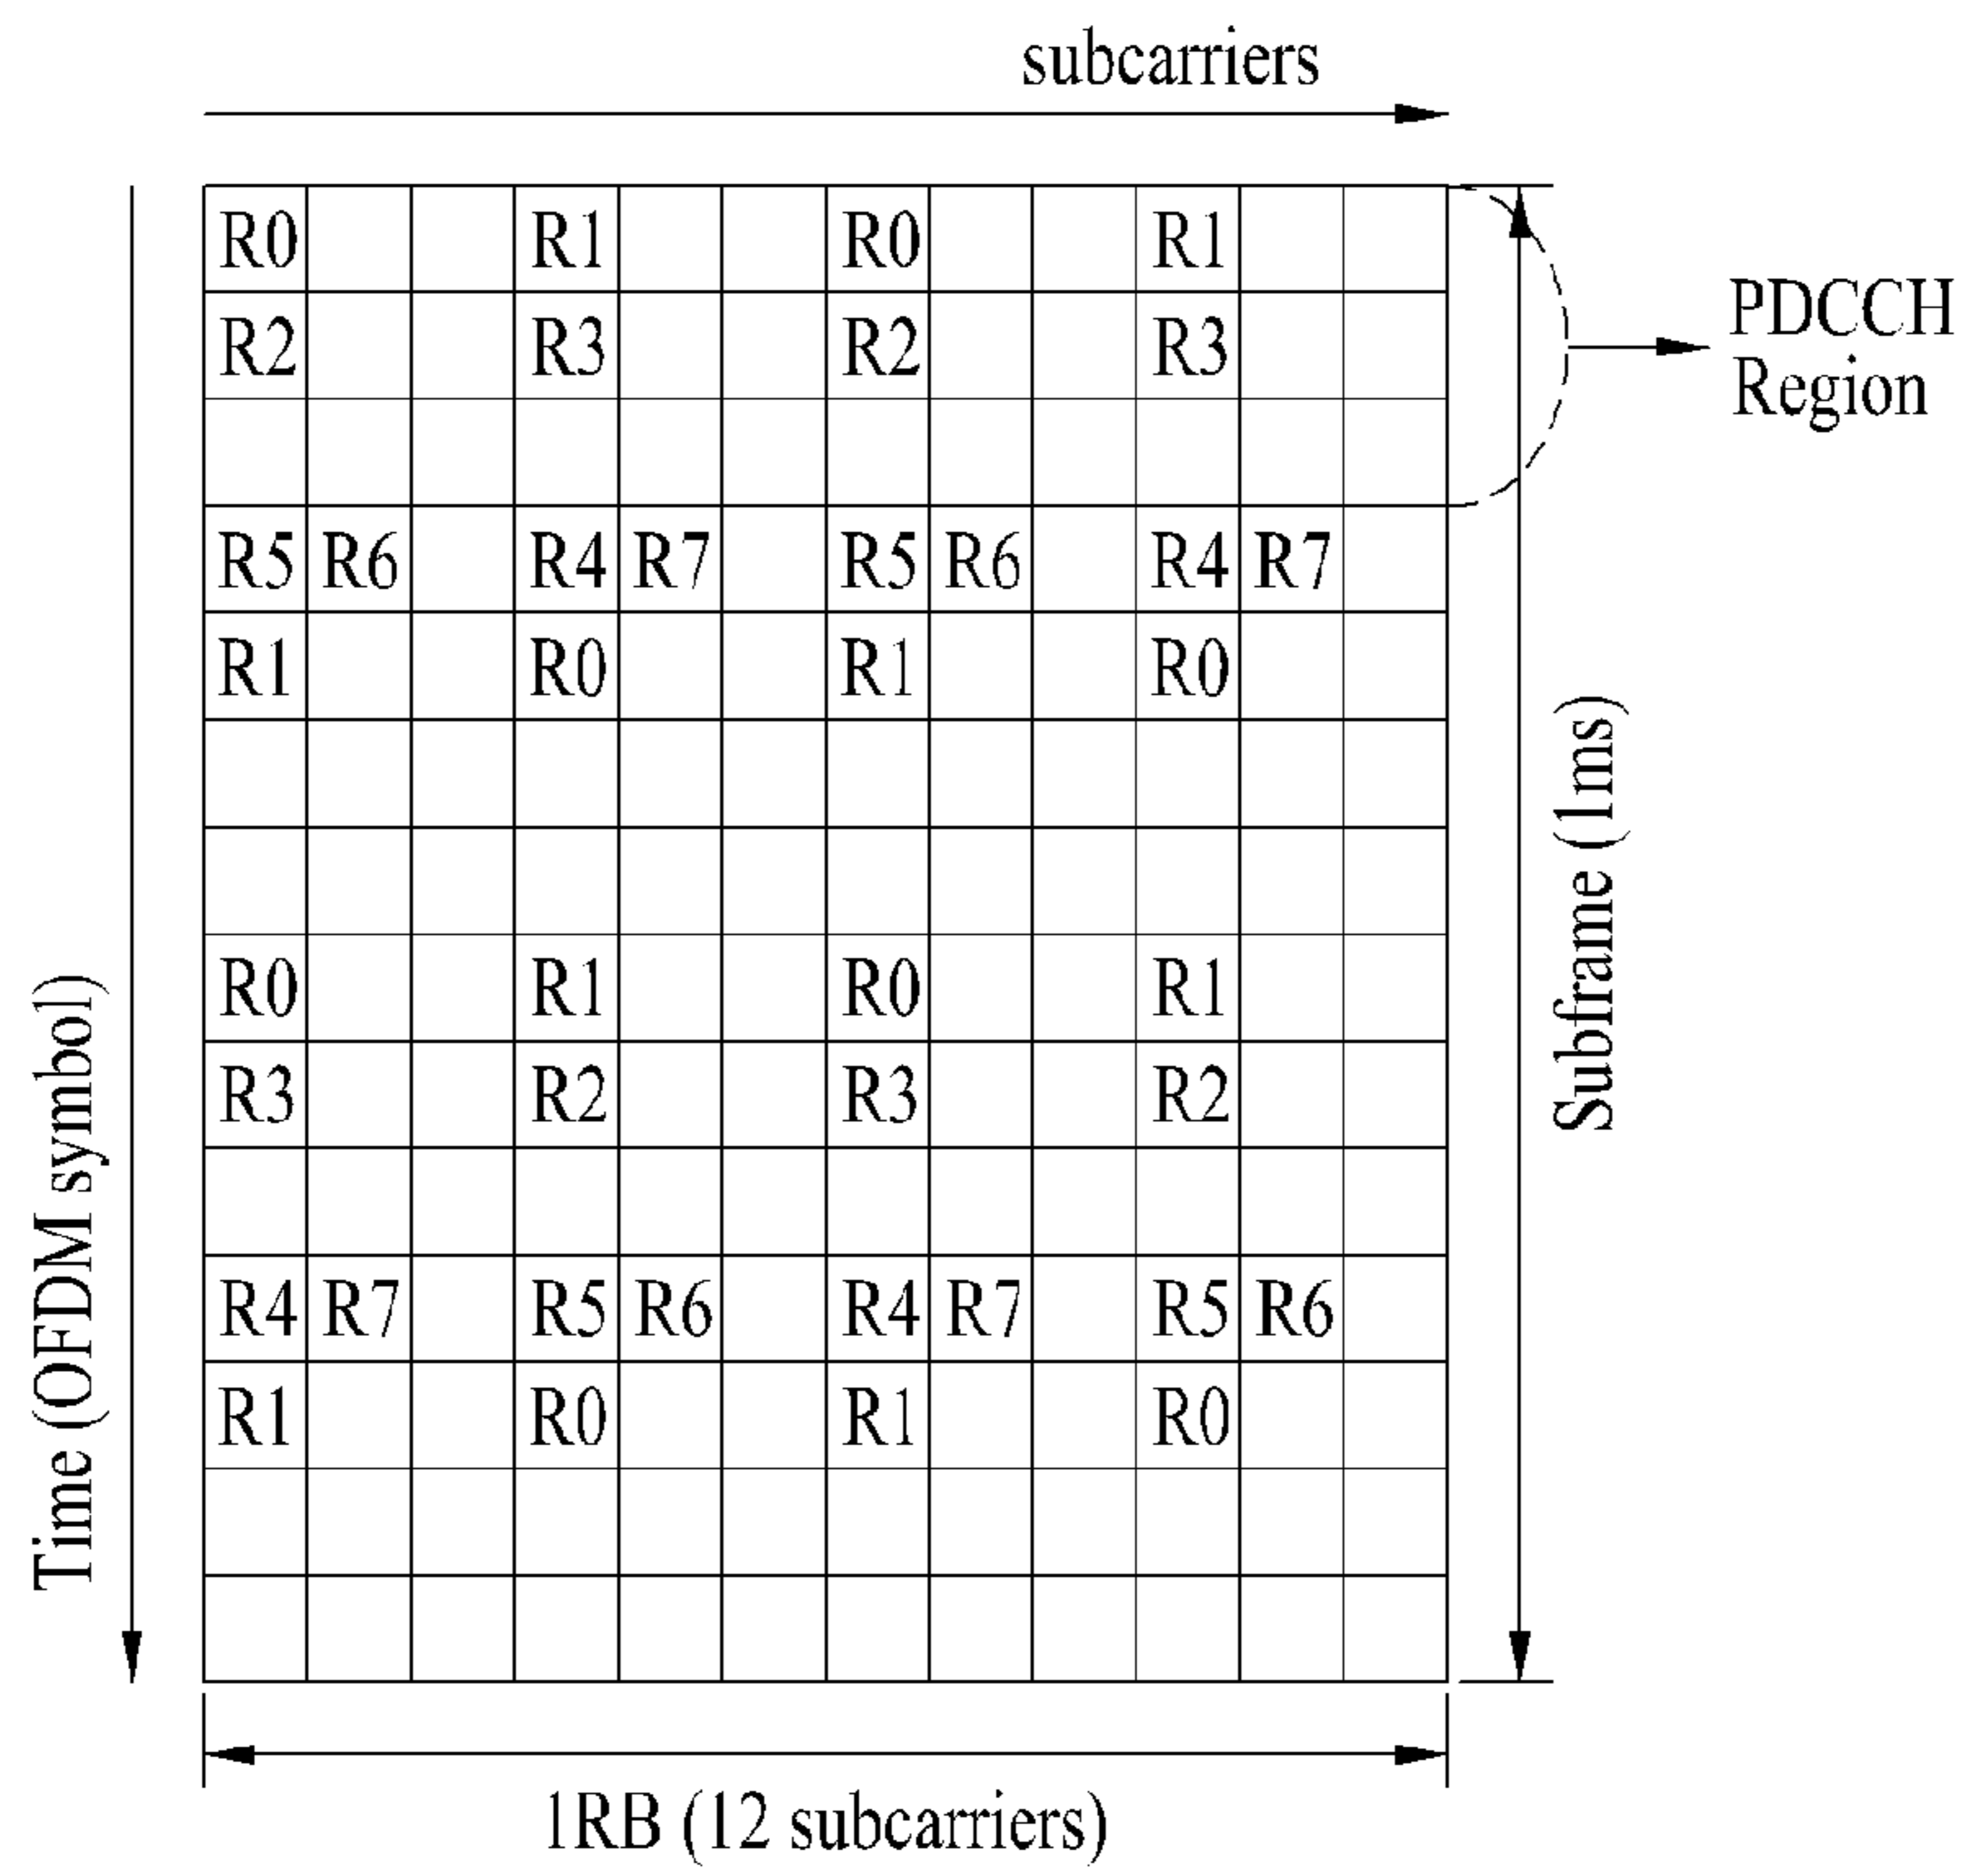 subcarriers
R0 R1 R0 R1
R2 R3 R2 R3
PDCCH
Region
R5 R6 R4 R7 R5 R6 R4 R7
R1 R0 R1 R0
Subframe (1ms)
R0 R1 R0 R1
R3 R2 R3 R2
Time (OFDM symbol)
R4 R7 R5 R6 R4 R7 R5 R6
R1 R0 R1 R0
1RB (12 subcarriers)